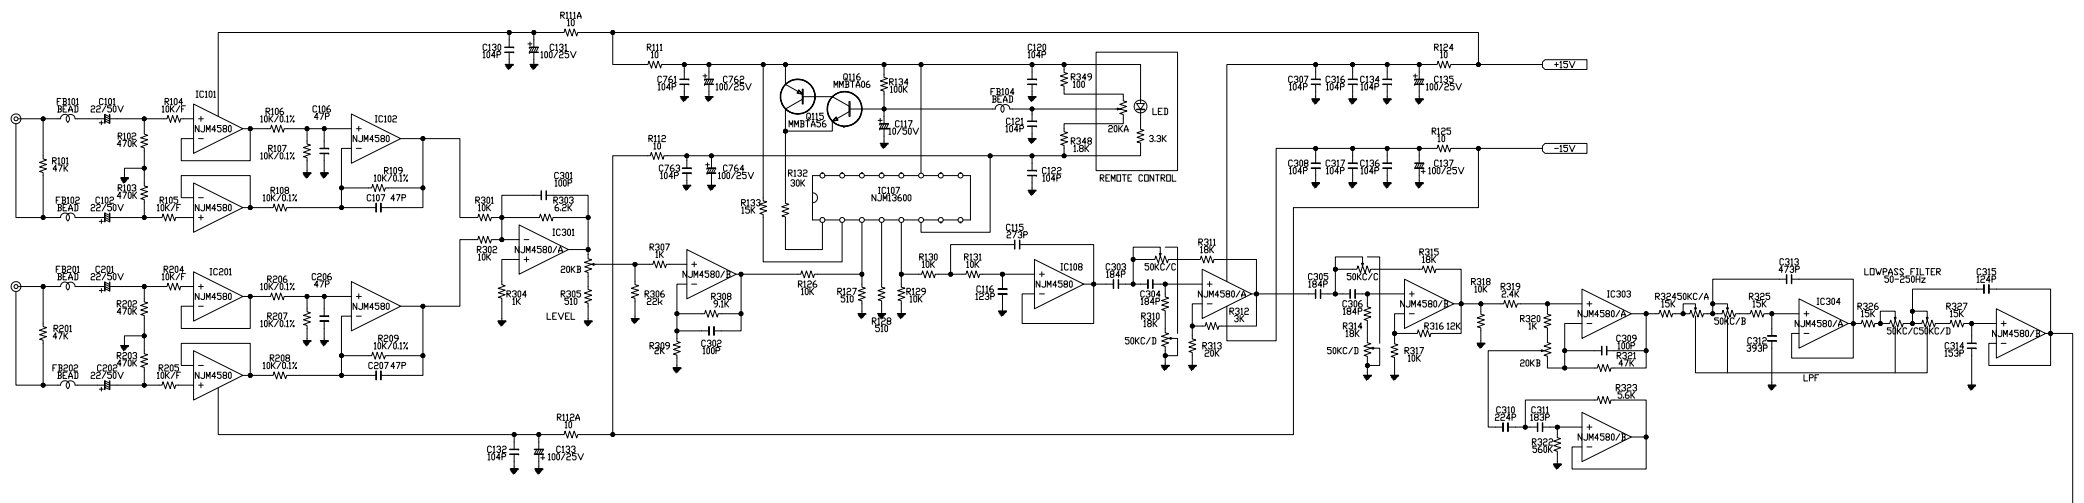 R111A
10
C130
104P
C131
100/25V
R111
10
C761
104P
C762
100/25V
Q116
MMBTA06
R134
100K
Q115
MMBTA56
C117
10/50V
FB104
BEAD
C120
104P
C121
104P
R349
100
R348
1.8K
20KA
LED
3.3K
REMOTE CONTROL
C122
104P
R112
10
C763
104P
C764
100/25V
R132
30K
R133
15K
IC107
NJM13600
R124
10
C307
104P
C316
104P
C134
104P
C135
100/25V
+15V
R125
10
C308
104P
C317
104P
C136
104P
C137
100/25V
-15V
FB101
BEAD
C101
22/50V
R104
10K/F
IC101
NJM4580
R106
10K/0.1%
C106
47P
IC102
NJM4580
R101
47K
R102
470K
R107
10K/0.1%
R103
470K
R109
10K/0.1%
C107 47P
FB102
BEAD
C102
22/50V
R105
10K/F
NJM4580
R108
10K/0.1%
FB201
BEAD
C201
22/50V
R204
10K/F
IC201
NJM4580
R206
10K/0.1%
C206
47P
NJM4580
R201
47K
R202
470K
R207
10K/0.1%
R203
470K
R209
10K/0.1%
C207 47P
FB202
BEAD
C202
22/50V
R205
10K/F
NJM4580
R208
10K/0.1%
R112A
10
C132
104P
C133
100/25V
C301
100P
R303
6.2K
R301
10K
R302
10K
IC301
NJM4580/A
R304
1K
20KB
R305
510
LEVEL
R306
22K
R307
1K
NJM4580/B
R308
9.1K
C302
100P
R309
2K
R126
10K
R127
510
R128
510
R129
10K
R130
10K
R131
10K
C115
273P
C116
123P
IC108
NJM4580
C303
184P
50KC/C
R311
18K
C304
184P
R310
18K
50KC/D
NJM4580/A
R312
3K
R313
20K
C305
184P
50KC/C
R315
18K
C306
184P
R314
18K
50KC/D
NJM4580/B
R316 12K
R317
10K
R318
10K
R319
2.4K
R320
1K
20KB
IC303
NJM4580/A
C309
100P
R321
47K
R323
5.6K
C310
224P
C311
183P
R322
560K
NJM4580/B
R324 50KC/A
15K
50KC/B
C313
473P
R325
15K
C312
393P
IC304
NJM4580/A
LOWPASS FILTER
50-250Hz
R326
15K
50KC/C 50KC/D
R327
15K
C315
124P
C314
153P
NJM4580/B
LPF